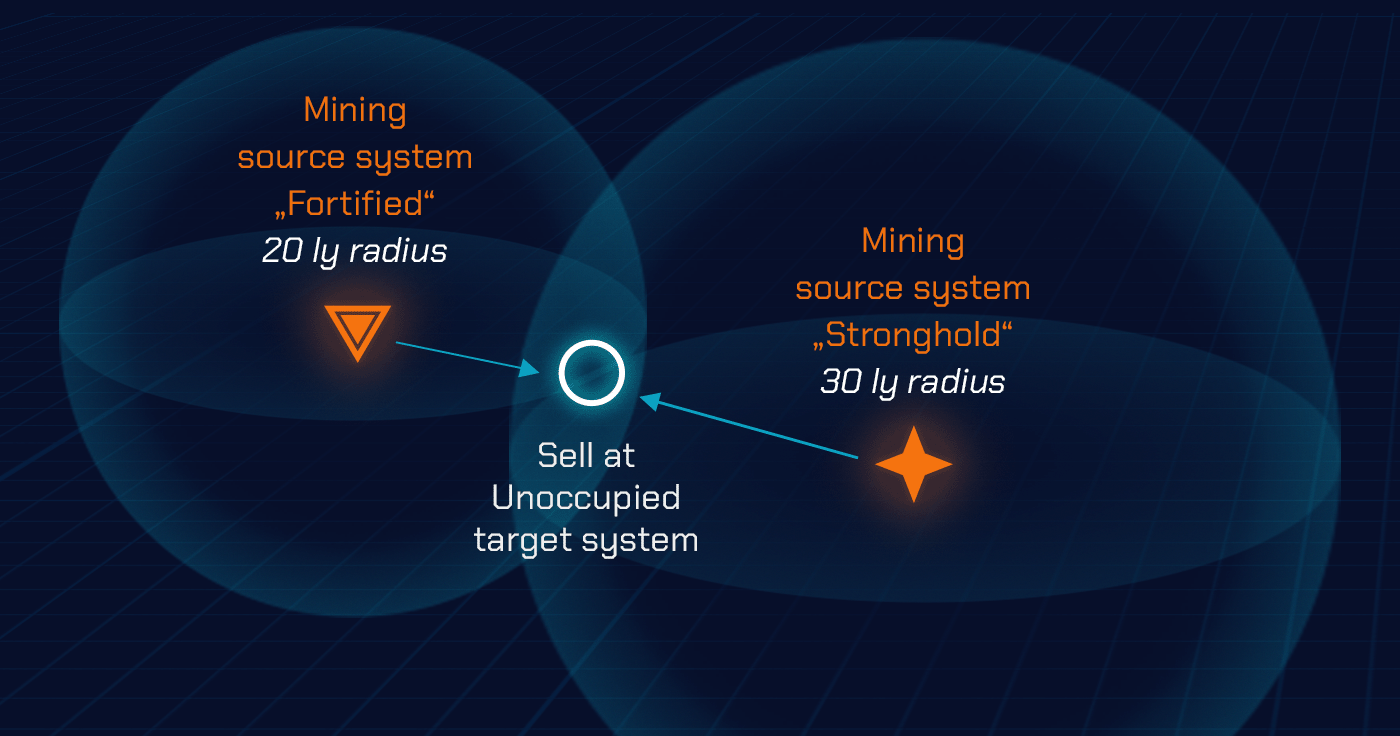 Mining
source system
„Fortified“
20 ly radius
Mining
source system
„Stronghold“
30 ly radius
Sell at
Unoccupied
target system